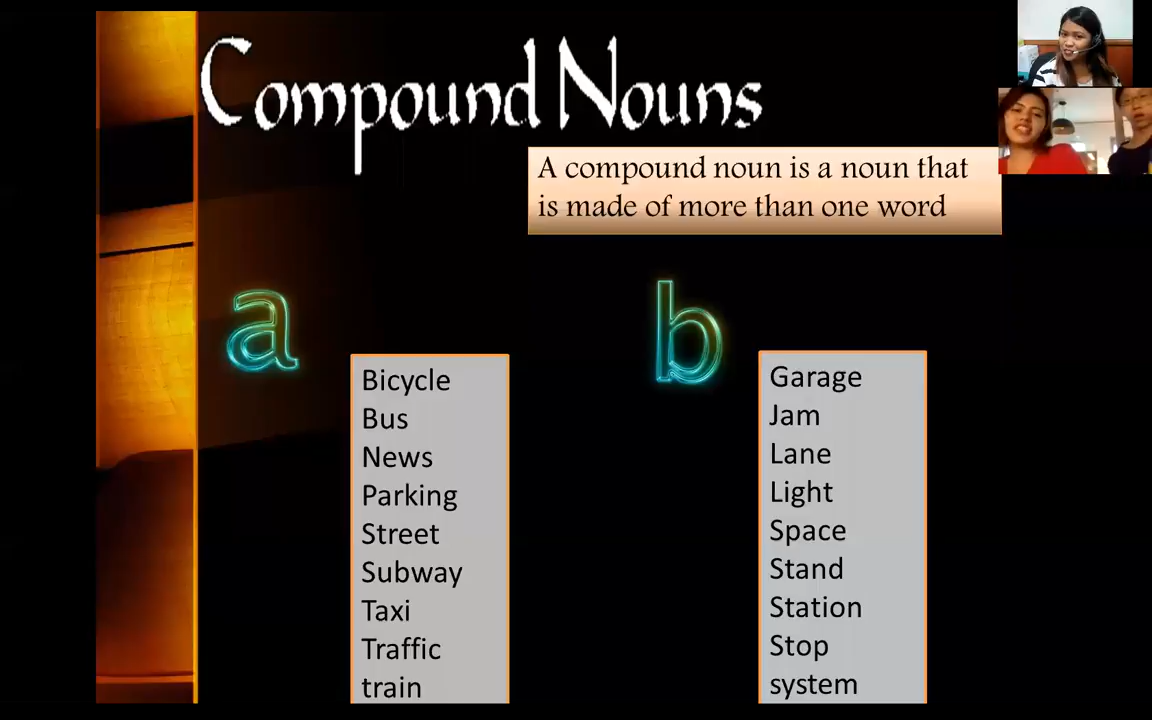 Compound Nouns
A compound noun is a noun that
is made of more than one word
a
Bicycle
Bus
News
Parking
Street
Subway
Taxi
Traffic
train
b
Garage
Jam
Lane
Light
Space
Stand
Station
Stop
system